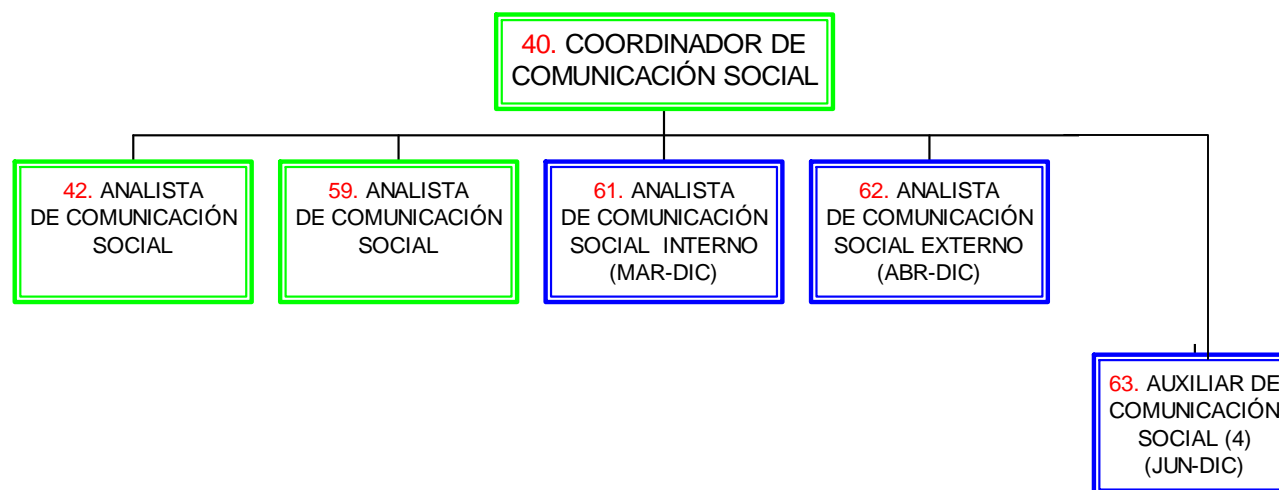 40. COORDINADOR DE
COMUNICACIÓN SOCIAL
42. ANALISTA
DE COMUNICACIÓN
SOCIAL
59. ANALISTA
DE COMUNICACIÓN
SOCIAL
61. ANALISTA
DE COMUNICACIÓN
SOCIAL INTERNO
(MAR-DIC)
62. ANALISTA
DE COMUNICACIÓN
SOCIAL EXTERNO
(ABR-DIC)
63. AUXILIAR DE
COMUNICACIÓN
SOCIAL (4)
(JUN-DIC)